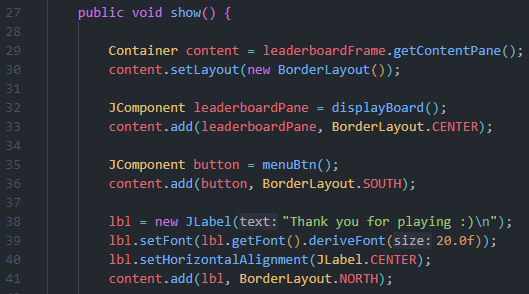 27 public void show() {
28
29 Container content = leaderboardFrame.getContentPane();
30 content.setLayout(new BorderLayout());
31
32 JComponent leaderboardPane = displayBoard();
33 content.add(leaderboardPane, BorderLayout.CENTER);
34
35 JComponent button = menuBtn();
36 content.add(button, BorderLayout.SOUTH);
37
38 lbl = new JLabel(text: "Thank you for playing :)\n");
39 lbl.setFont(lbl.getFont().deriveFont(size: 20.0f));
40 lbl.setHorizontalAlignment(JLabel.CENTER);
41 content.add(lbl, BorderLayout.NORTH);